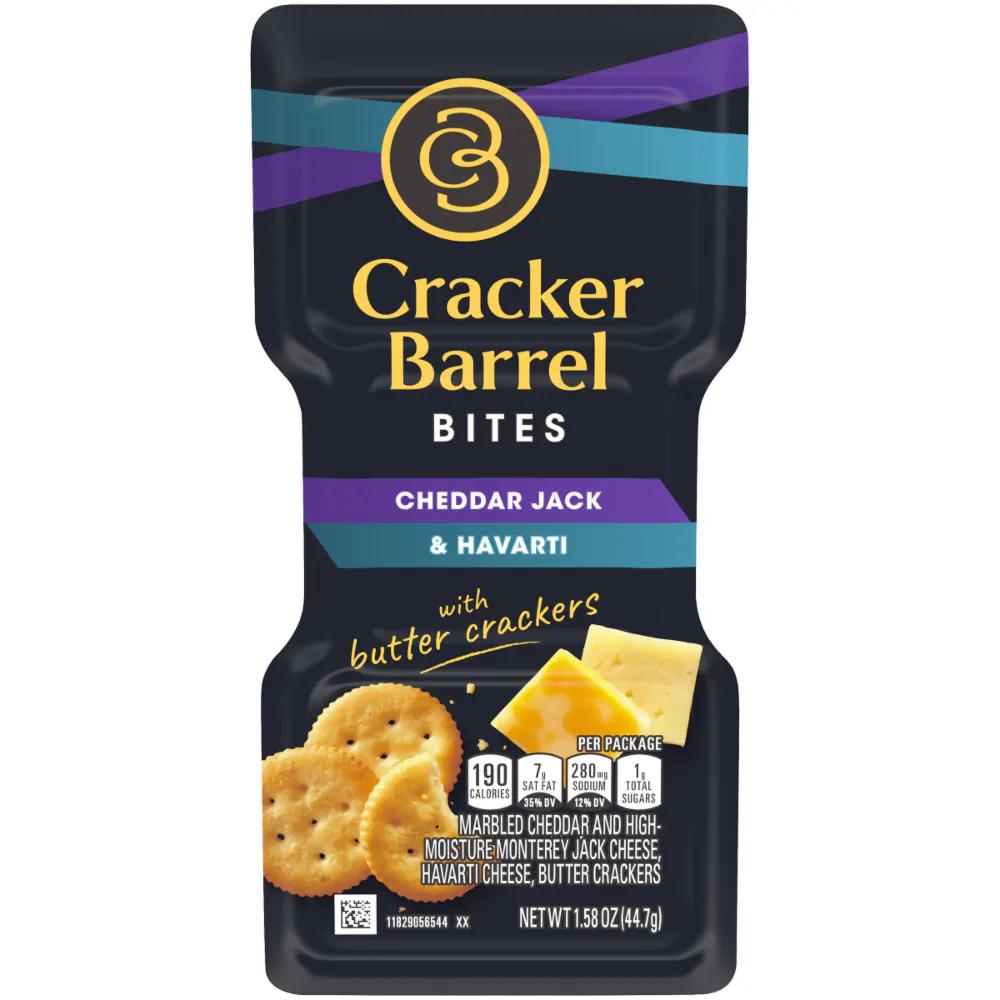 CB
Cracker
Barrel
BITES
CHEDDAR JACK
& HAVARTI
with
butter crackers
PER PACKAGE
190 CALORIES
7g SAT FAT 35% DV
280mg SODIUM 12% DV
1g TOTAL SUGARS
MARBLED CHEDDAR AND HIGH-
MOISTURE MONTEREY JACK CHEESE,
HAVARTI CHEESE, BUTTER CRACKERS
11829056544 XX
NET WT 1.58 OZ (44.7g)